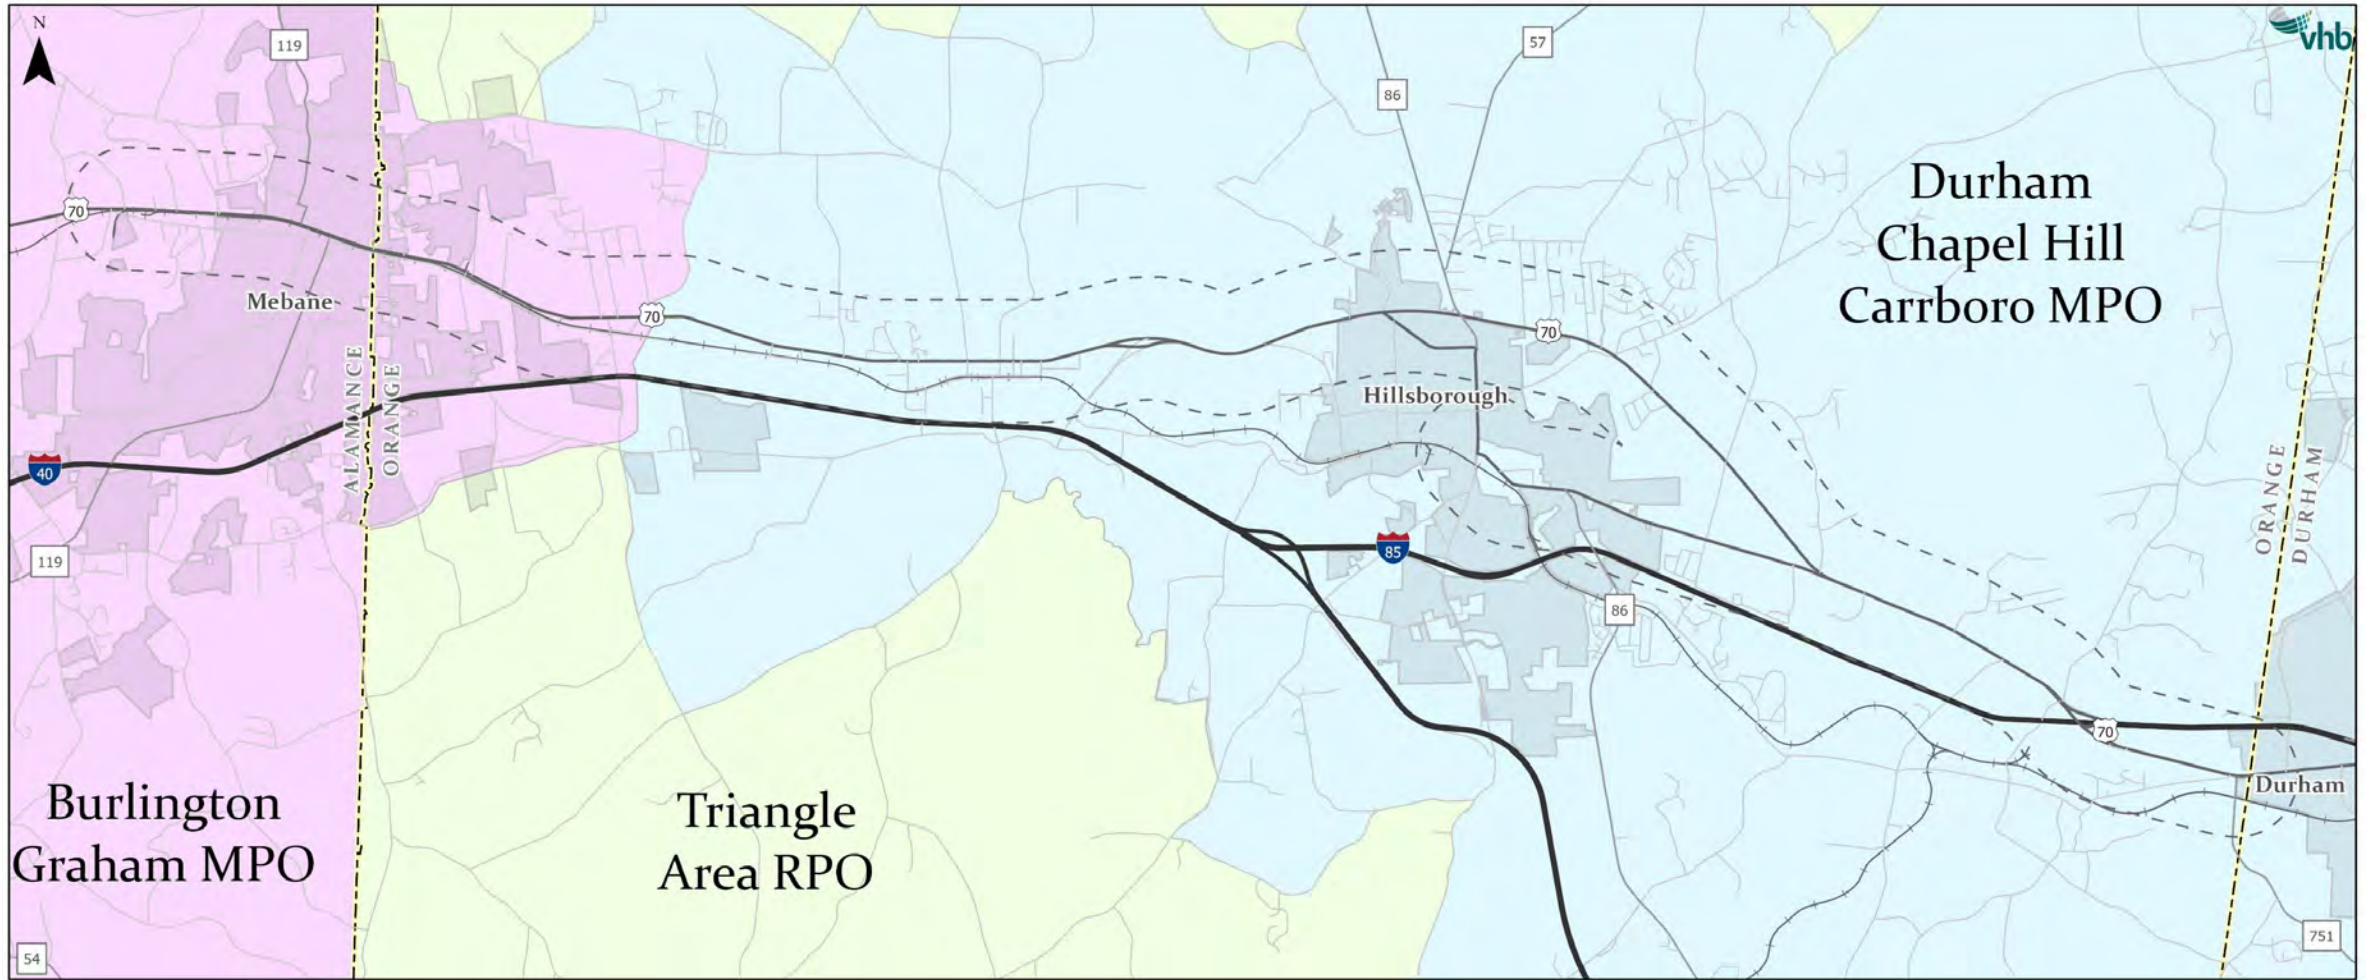 N
119
86
57
vhb
Durham
Chapel Hill
Carrboro MPO
70
Mebane
70
70
Hillsborough
ALAMANCE
ORANGE
40
119
85
86
ORANGE
DURHAM
70
Durham
Burlington
Graham MPO
Triangle
Area RPO
54
751